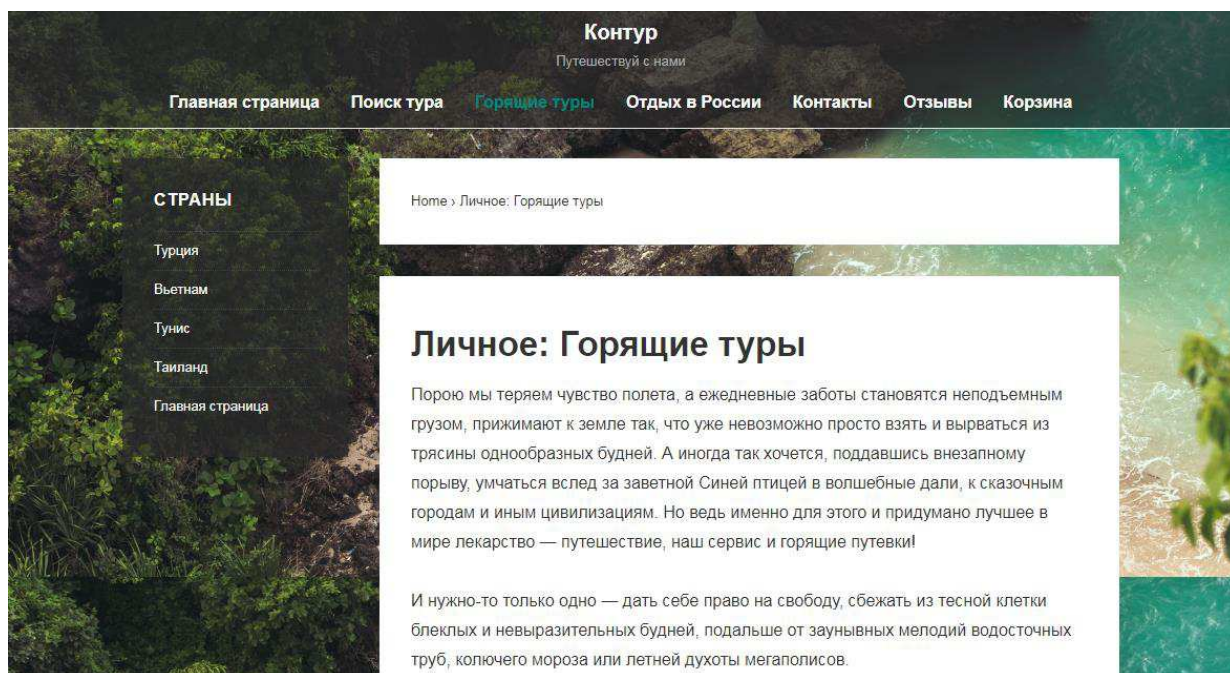 Контур
Путешествуй с нами
Главная страница Поиск тура Горящие туры Отдых в России Контакты Отзывы Корзина
СТРАНЫ
Турция
Вьетнам
Тунис
Таиланд
Главная страница
Home › Личное: Горящие туры
Личное: Горящие туры
Порою мы теряем чувство полета, а ежедневные заботы становятся неподъемным
грузом, прижимают к земле так, что уже невозможно просто взять и вырваться из
трясины однообразных будней. А иногда так хочется, поддавшись внезапному
порыву, умчаться вслед за заветной Синей птицей в волшебные дали, к сказочным
городам и иным цивилизациям. Но ведь именно для этого и придумано лучшее в
мире лекарство — путешествие, наш сервис и горящие путевки!
И нужно-то только одно — дать себе право на свободу, сбежать из тесной клетки
блеклых и невыразительных будней, подальше от заунывных мелодий водосточных
труб, колючего мороза или летней духоты мегаполисов.